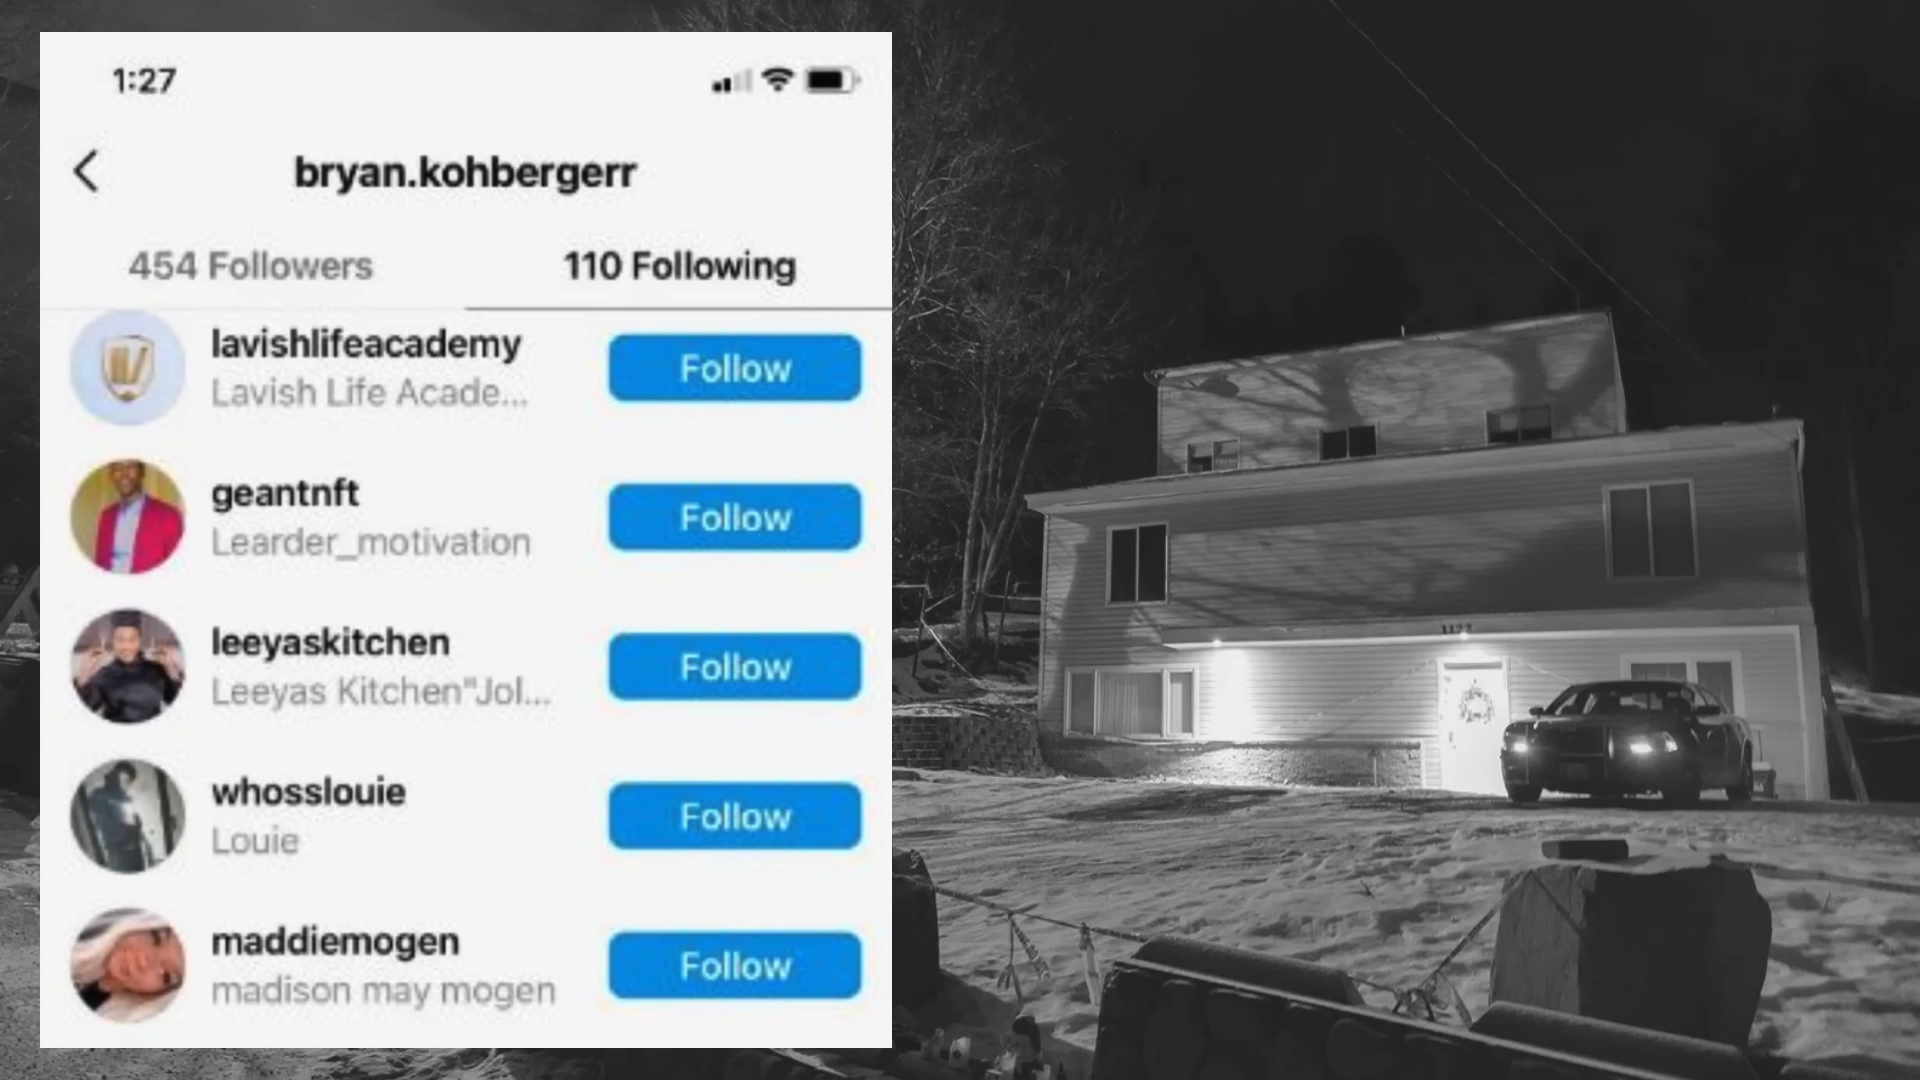 1:27
bryan.kohbergerr
454 Followers
110 Following
lavishlifeacademy
Lavish Life Acade...
Follow
geantnft
Learder_motivation
Follow
leeyaskitchen
Leeyas Kitchen"Jol...
Follow
whosslouie
Louie
Follow
maddiemogen
madison may mogen
Follow
1122